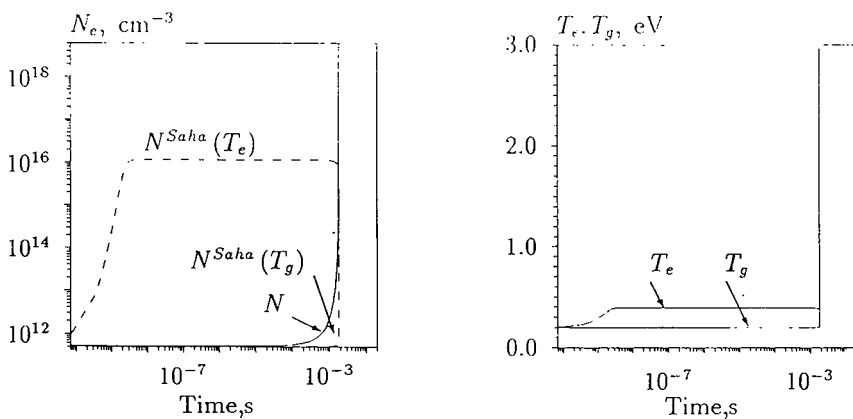 N_e, cm^{-3}
10^{18}
10^{16}
10^{14}
10^{12}
N^{Saha}(T_e)
N^{Saha}(T_g)
N
10^{-7}
10^{-3}
Time,s
T_e. T_g, eV
3.0
2.0
1.0
0.0
T_e
T_g
10^{-7}
10^{-3}
Time,s